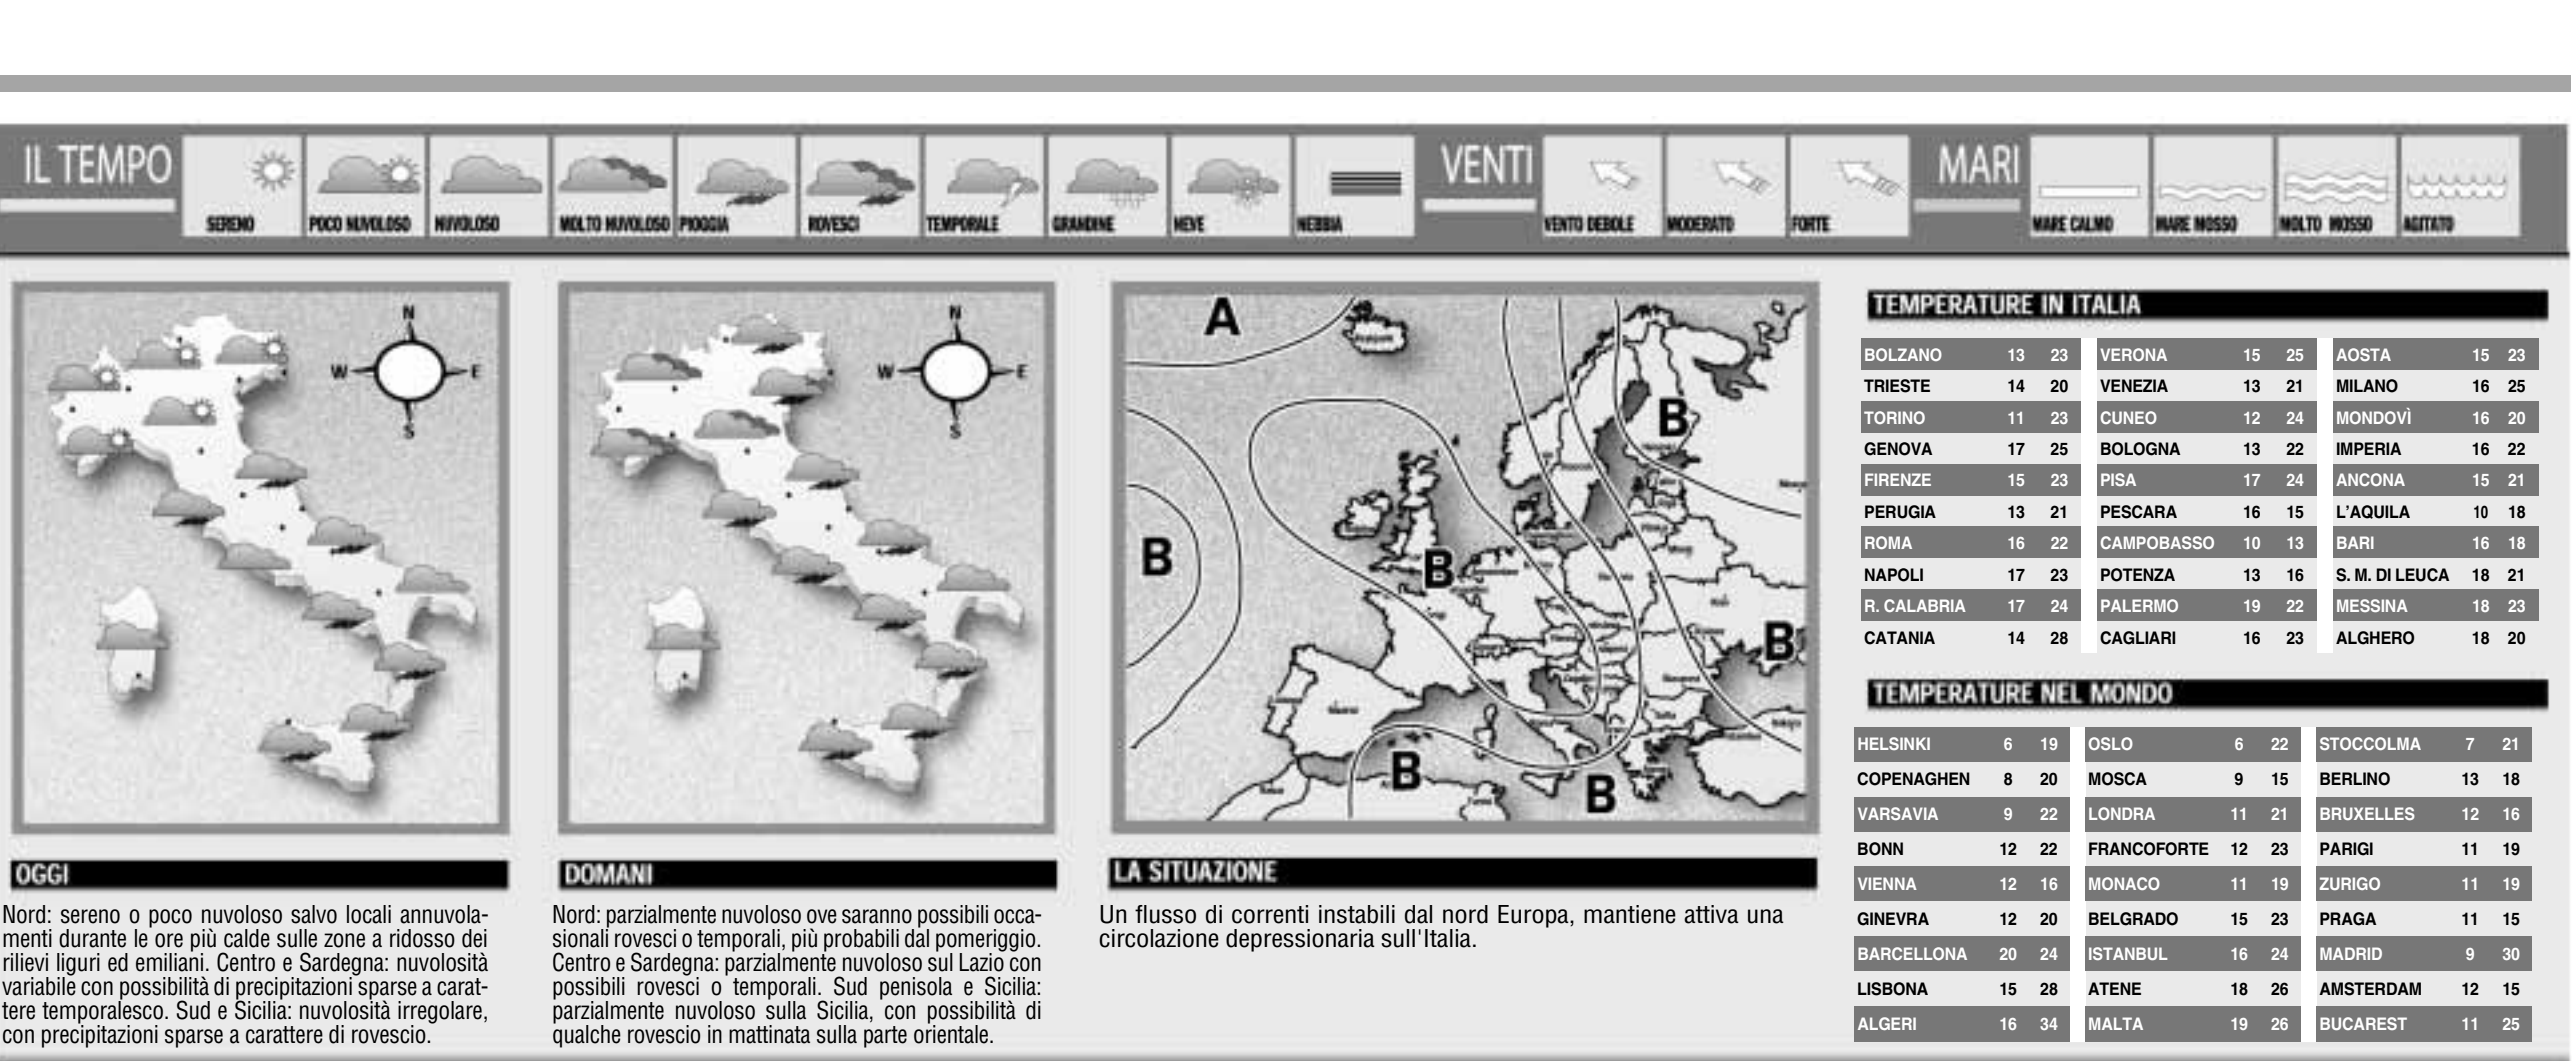 IL TEMPO
SERENO
POCO NUVOLOSO
NUVOLOSO
MOLTO NUVOLOSO
PIOGGIA
ROVESCI
TEMPORALE
GRANDINE
NEVE
NEBBIA
VENTI
VENTO DEBOLE
MODERATO
FORTE
MARI
MARE CALMO
MARE MOSSO
MOLTO MOSSO
AGITATO
N
W E
S
N
W E
S
A
B
B
B
B
B
B
OGGI
Nord: sereno o poco nuvoloso salvo locali annuvola-
menti durante le ore più calde sulle zone a ridosso dei
rilievi liguri ed emiliani. Centro e Sardegna: nuvolosità
variabile con possibilità di precipitazioni sparse a carat-
tere temporalesco. Sud e Sicilia: nuvolosità irregolare,
con precipitazioni sparse a carattere di rovescio.
DOMANI
Nord: parzialmente nuvoloso ove saranno possibili occa-
sionali rovesci o temporali, più probabili dal pomeriggio.
Centro e Sardegna: parzialmente nuvoloso sul Lazio con
possibili rovesci o temporali. Sud penisola e Sicilia:
parzialmente nuvoloso sulla Sicilia, con possibilità di
qualche rovescio in mattinata sulla parte orientale.
LA SITUAZIONE
Un flusso di correnti instabili dal nord Europa, mantiene attiva una
circolazione depressionaria sull'Italia.
TEMPERATURE IN ITALIA
BOLZANO 13 23 VERONA 15 25 AOSTA 15 23
TRIESTE 14 20 VENEZIA 13 21 MILANO 16 25
TORINO 11 23 CUNEO 12 24 MONDOVÌ 16 20
GENOVA 17 25 BOLOGNA 13 22 IMPERIA 16 22
FIRENZE 15 23 PISA 17 24 ANCONA 15 21
PERUGIA 13 21 PESCARA 16 15 L'AQUILA 10 18
ROMA 16 22 CAMPOBASSO 10 13 BARI 16 18
NAPOLI 17 23 POTENZA 13 16 S. M. DI LEUCA 18 21
R. CALABRIA 17 24 PALERMO 19 22 MESSINA 18 23
CATANIA 14 28 CAGLIARI 16 23 ALGHERO 18 20
TEMPERATURE NEL MONDO
HELSINKI 6 19 OSLO 6 22 STOCCOLMA 7 21
COPENAGHEN 8 20 MOSCA 9 15 BERLINO 13 18
VARSAVIA 9 22 LONDRA 11 21 BRUXELLES 12 16
BONN 12 22 FRANCOFORTE 12 23 PARIGI 11 19
VIENNA 12 16 MONACO 11 19 ZURIGO 11 19
GINEVRA 12 20 BELGRADO 15 23 PRAGA 11 15
BARCELLONA 20 24 ISTANBUL 16 24 MADRID 9 30
LISBONA 15 28 ATENE 18 26 AMSTERDAM 12 15
ALGERI 16 34 MALTA 19 26 BUCAREST 11 25